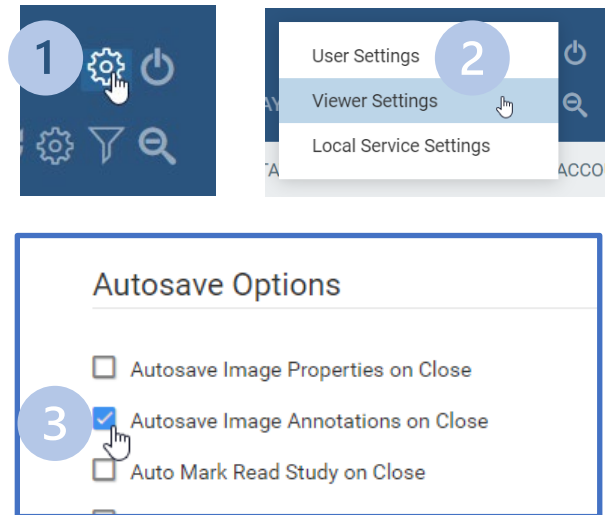 1
2
User Settings
Viewer Settings
Local Service Settings
ACCO
Autosave Options
Autosave Image Properties on Close
3
Autosave Image Annotations on Close
Auto Mark Read Study on Close